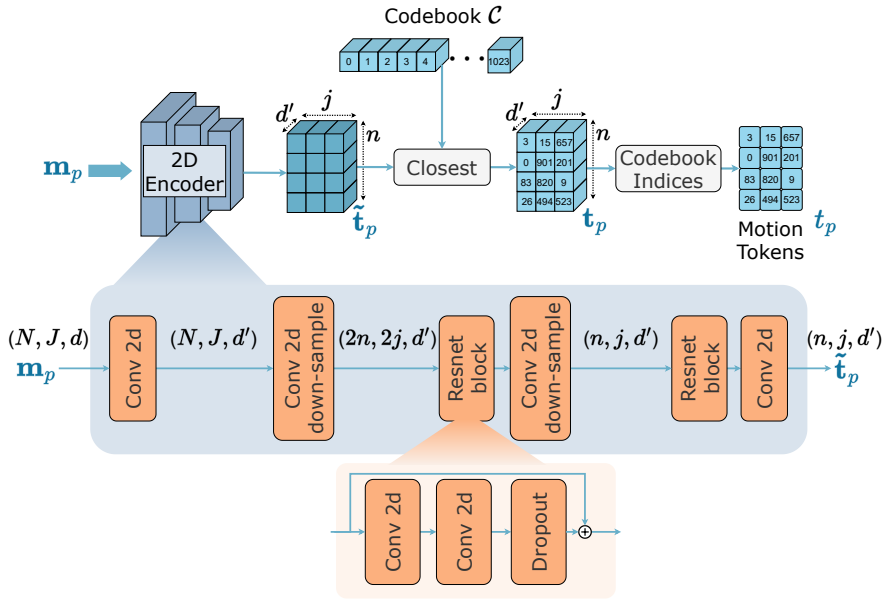 Codebook 𝒞
0 1 2 3 4 ••• 1023
d′ j n
d′ j n
m_p
2D
Encoder
t̃_p
Closest
3 15 657
0 901 201
83 820 9
26 494 523
t_p
Codebook
Indices
3 15 657
0 901 201
83 820 9
26 494 523
Motion
Tokens
t_p
(N, J, d)
m_p
Conv 2d
(N, J, d′)
Conv 2d
down-sample
(2n, 2j, d′)
Resnet
block
Conv 2d
down-sample
(n, j, d′)
Resnet
block
Conv 2d
(n, j, d′)
t̃_p
Conv 2d
Conv 2d
Dropout
+